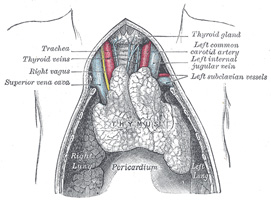 Trachea
Thyroid veins
Right vagus
Superior vena cava
Thyroid gland
Left common
carotid artery
Left internal
jugular vein
Left subclavian vessels
THYMUS
Right
Lung
Pericardium
Left
lung